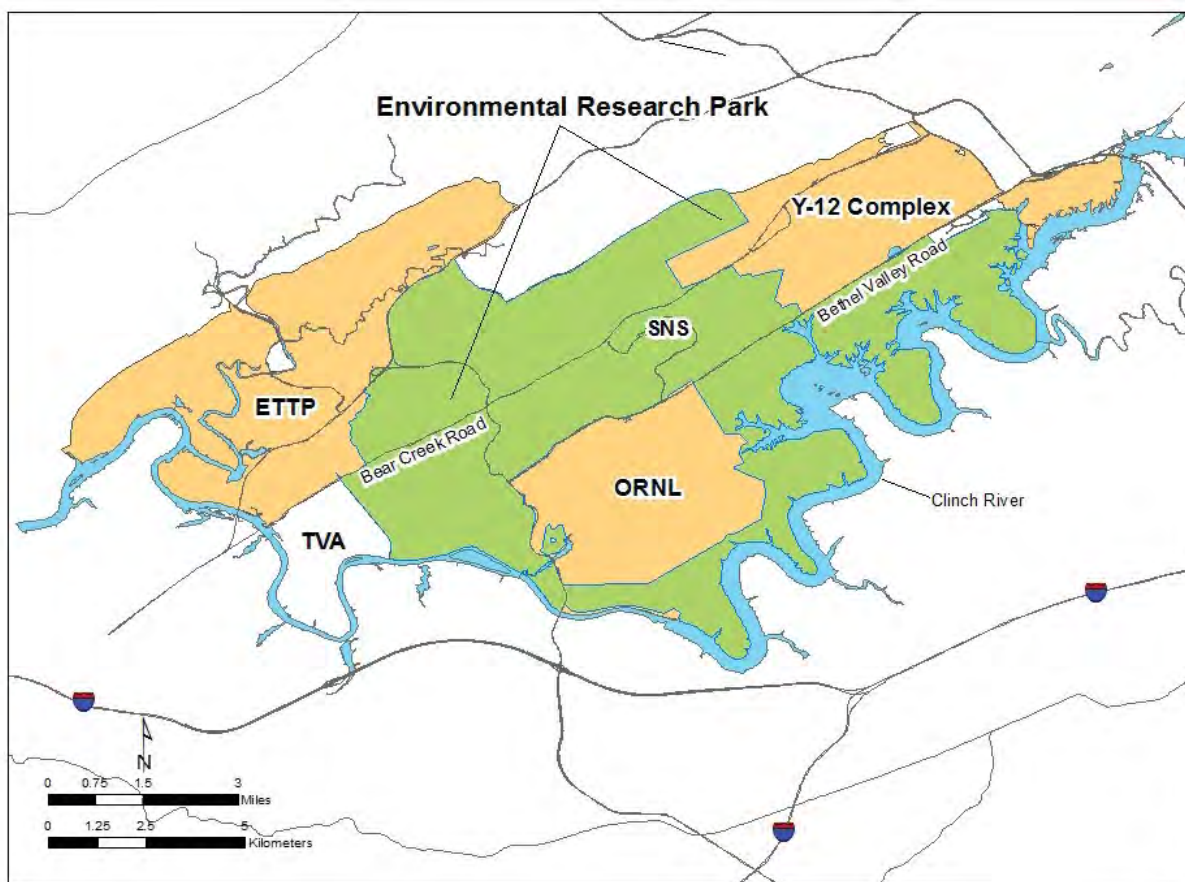 Environmental Research Park
Y-12 Complex
Bethel Valley Road
SNS
ETTP
Bear Creek Road
ORNL
Clinch River
TVA
N
0 0.75 1.5 3
Miles
0 1.25 2.5 5
Kilometers